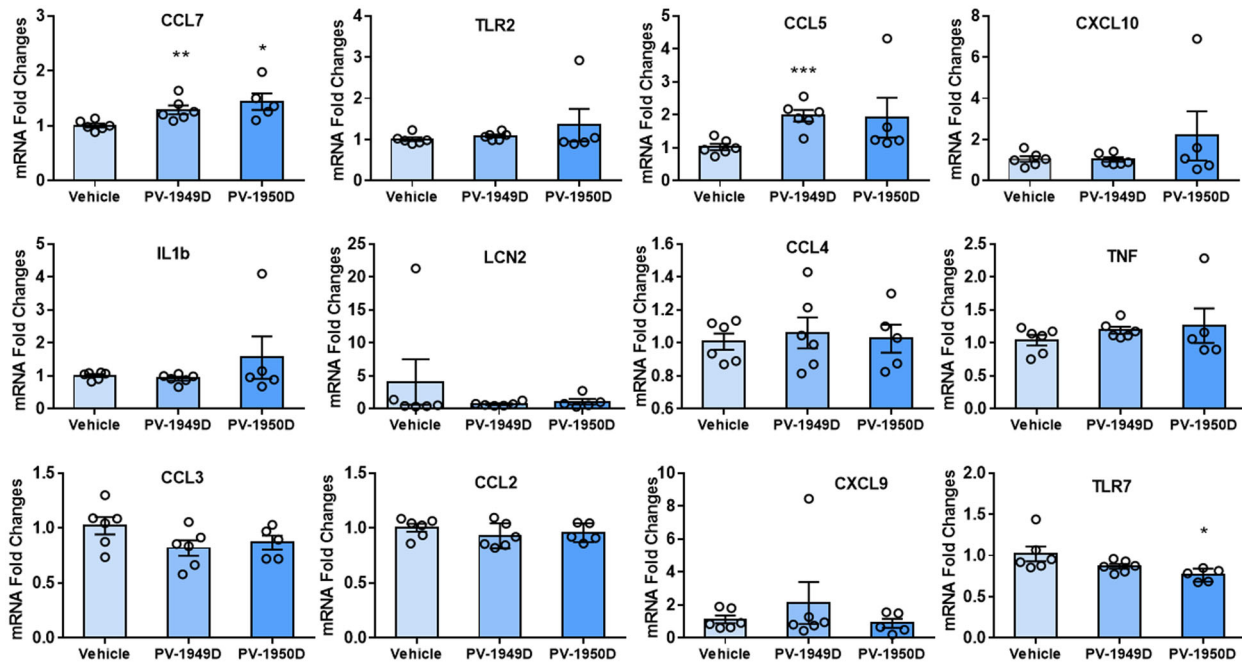 CCL7
mRNA Fold Changes
3
2
1
0
**
*
Vehicle PV-1949D PV-1950D
TLR2
mRNA Fold Changes
4
3
2
1
0
Vehicle PV-1949D PV-1950D
CCL5
mRNA Fold Changes
5
4
3
2
1
0
***
Vehicle PV-1949D PV-1950D
CXCL10
mRNA Fold Changes
8
6
4
2
0
Vehicle PV-1949D PV-1950D
IL1b
mRNA Fold Changes
5
4
3
2
1
0
Vehicle PV-1949D PV-1950D
LCN2
mRNA Fold Changes
25
20
15
10
5
0
Vehicle PV-1949D PV-1950D
CCL4
mRNA Fold Changes
1.6
1.4
1.2
1.0
0.8
0.6
Vehicle PV-1949D PV-1950D
TNF
mRNA Fold Changes
2.5
2.0
1.5
1.0
0.5
0.0
Vehicle PV-1949D PV-1950D
CCL3
mRNA Fold Changes
1.5
1.0
0.5
0.0
Vehicle PV-1949D PV-1950D
CCL2
mRNA Fold Changes
1.5
1.0
0.5
0.0
Vehicle PV-1949D PV-1950D
CXCL9
mRNA Fold Changes
10
8
6
4
2
0
Vehicle PV-1949D PV-1950D
TLR7
mRNA Fold Changes
2.0
1.5
1.0
0.5
0.0
*
Vehicle PV-1949D PV-1950D